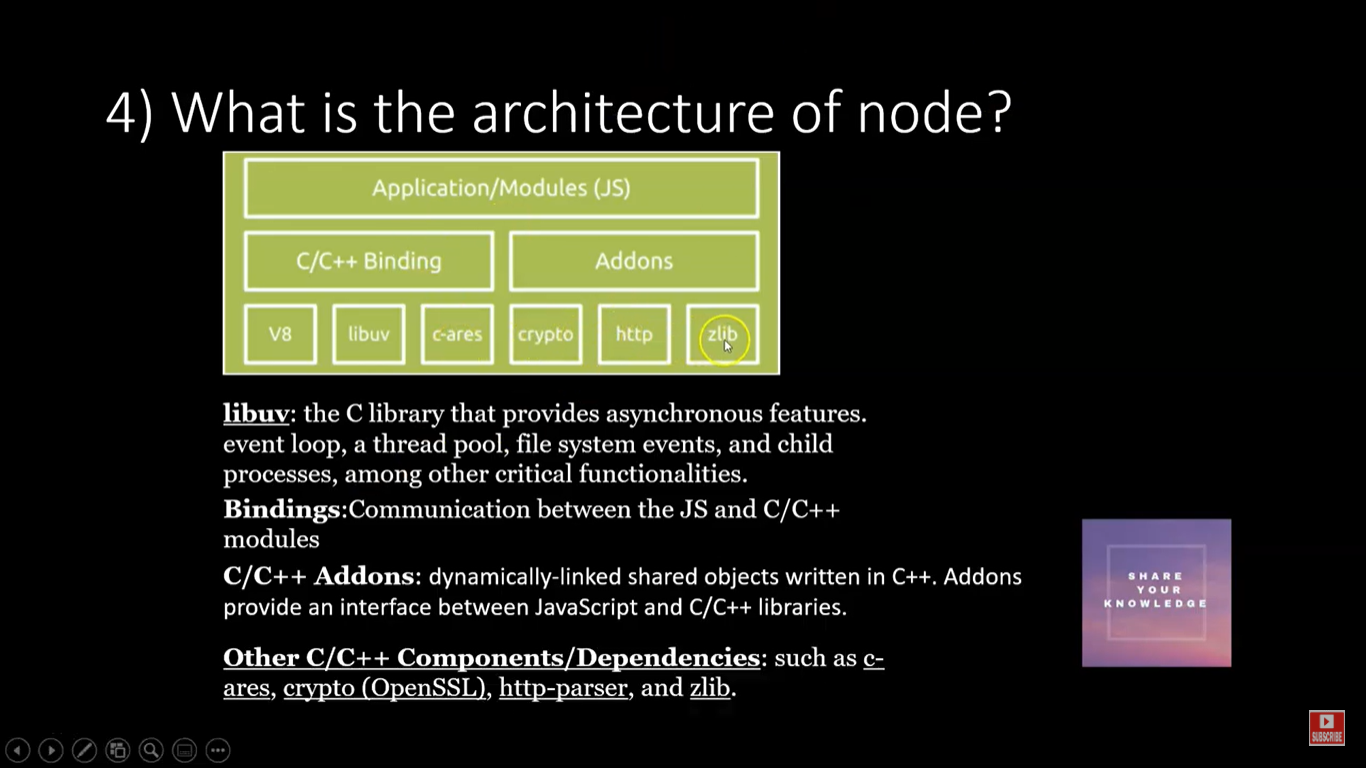 4) What is the architecture of node?
Application/Modules (JS)
C/C++ Binding
Addons
V8
libuv
c-ares
crypto
http
zlib
libuv: the C library that provides asynchronous features.
event loop, a thread pool, file system events, and child
processes, among other critical functionalities.
Bindings:Communication between the JS and C/C++
modules
C/C++ Addons: dynamically-linked shared objects written in C++. Addons
provide an interface between JavaScript and C/C++ libraries.
Other C/C++ Components/Dependencies: such as c-
ares, crypto (OpenSSL), http-parser, and zlib.
SHARE
YOUR
KNOWLEDGE
SUBSCRIBE